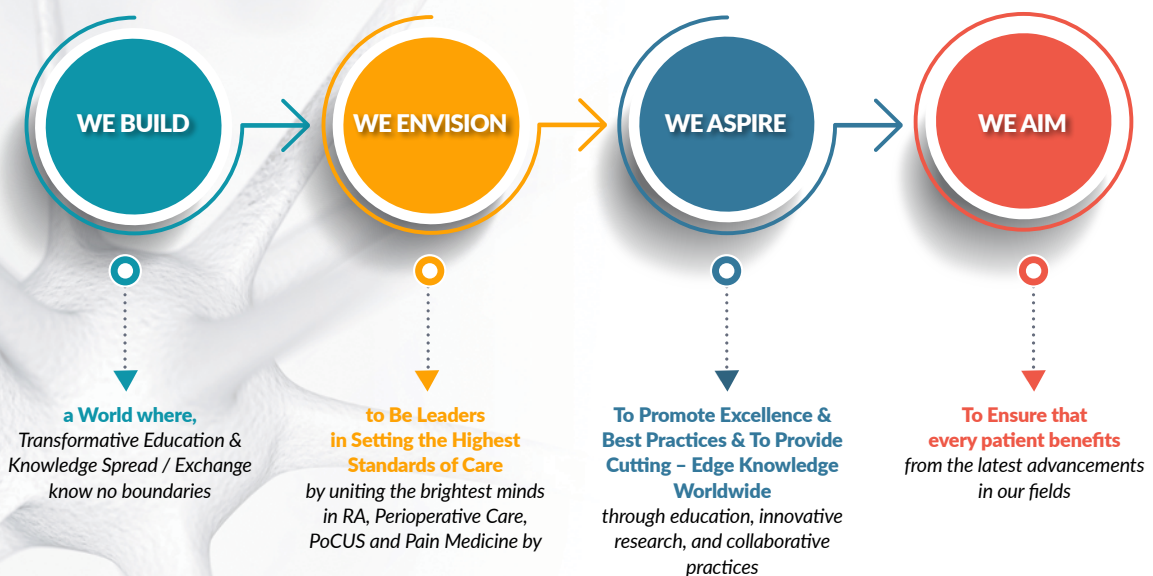 WE BUILD
WE ENVISION
WE ASPIRE
WE AIM
a World where,
Transformative Education &
Knowledge Spread / Exchange
know no boundaries
to Be Leaders
in Setting the Highest
Standards of Care
by uniting the brightest minds
in RA, Perioperative Care,
PoCUS and Pain Medicine by
To Promote Excellence &
Best Practices & To Provide
Cutting – Edge Knowledge
Worldwide
through education, innovative
research, and collaborative
practices
To Ensure that
every patient benefits
from the latest advancements
in our fields